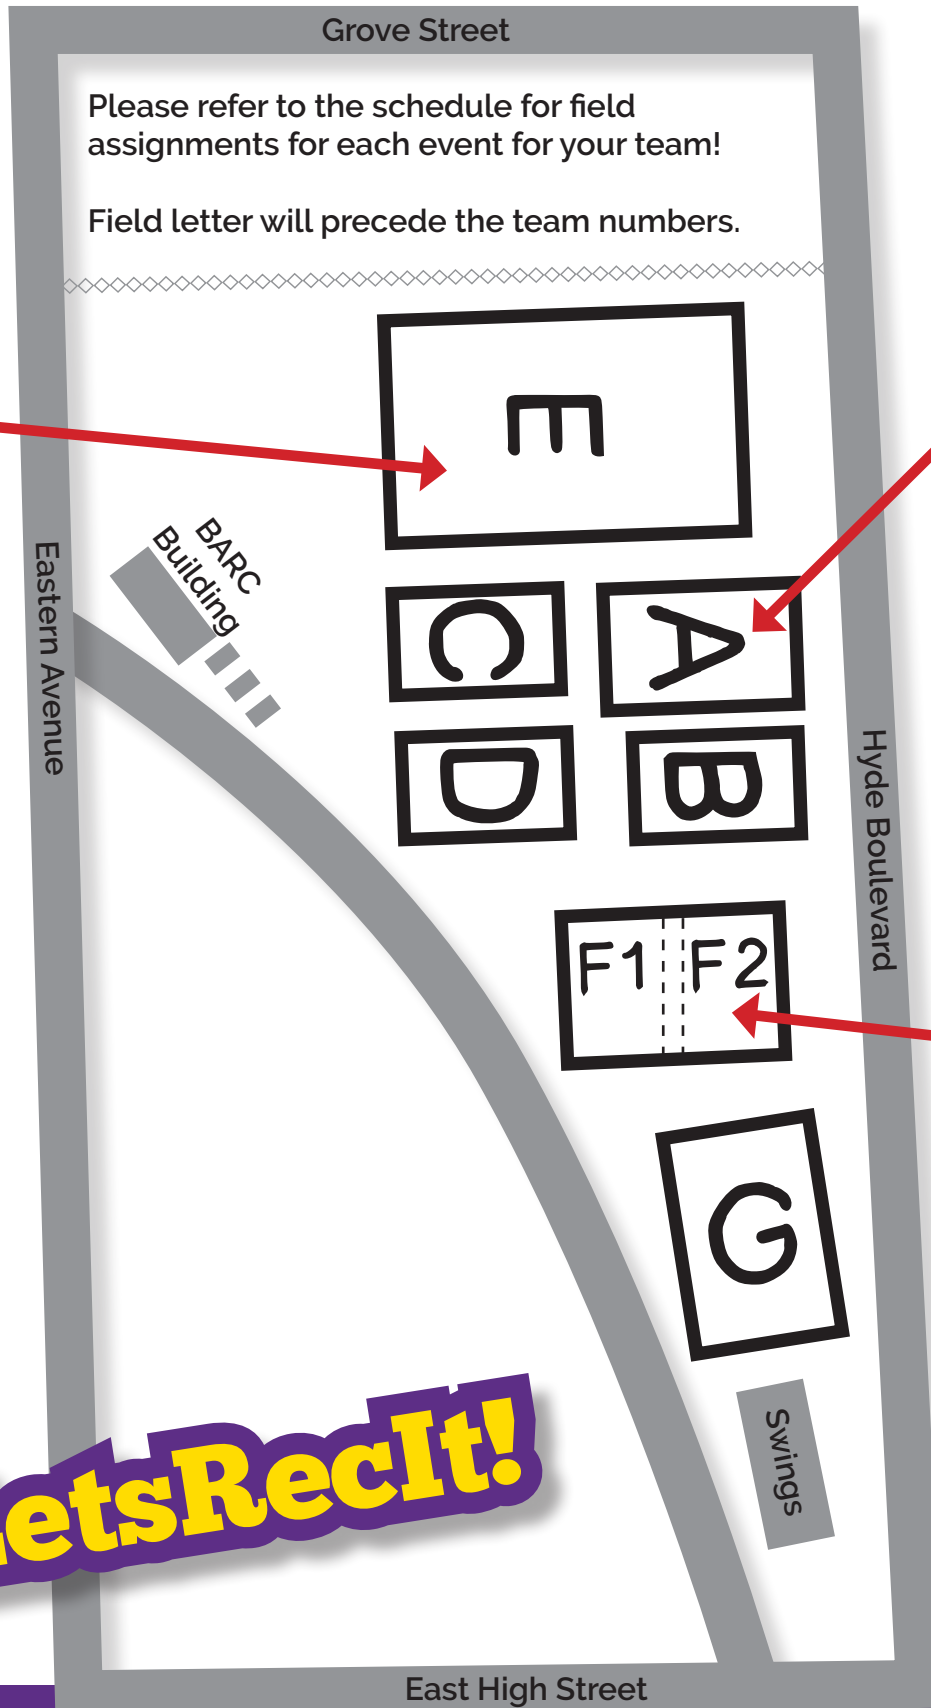 Grove Street
Please refer to the schedule for field
assignments for each event for your team!
Field letter will precede the team numbers.
E
BARC
Building
Eastern Avenue
C
A
D
B
Hyde Boulevard
F1
F2
G
etsRecIt!
Swings
East High Street